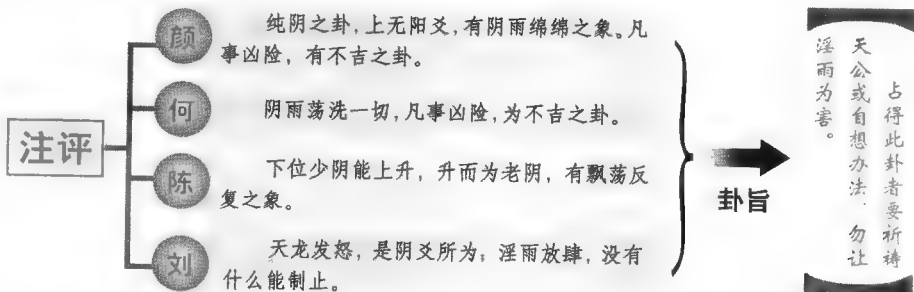 注评
颜
纯阴之卦，上无阳爻，有阴雨绵绵之象。凡
事凶险，有不吉之卦。
何
阴雨荡洗一切，凡事凶险，为不吉之卦。
陈
下位少阴能上升，升而为老阴，有飘荡反
复之象。
刘
天龙发怒，是阴爻所为；淫雨放肆，没有
什么能制止。
卦旨
占得此卦者要祈祷
天公或自想办法，勿让
淫雨为害。